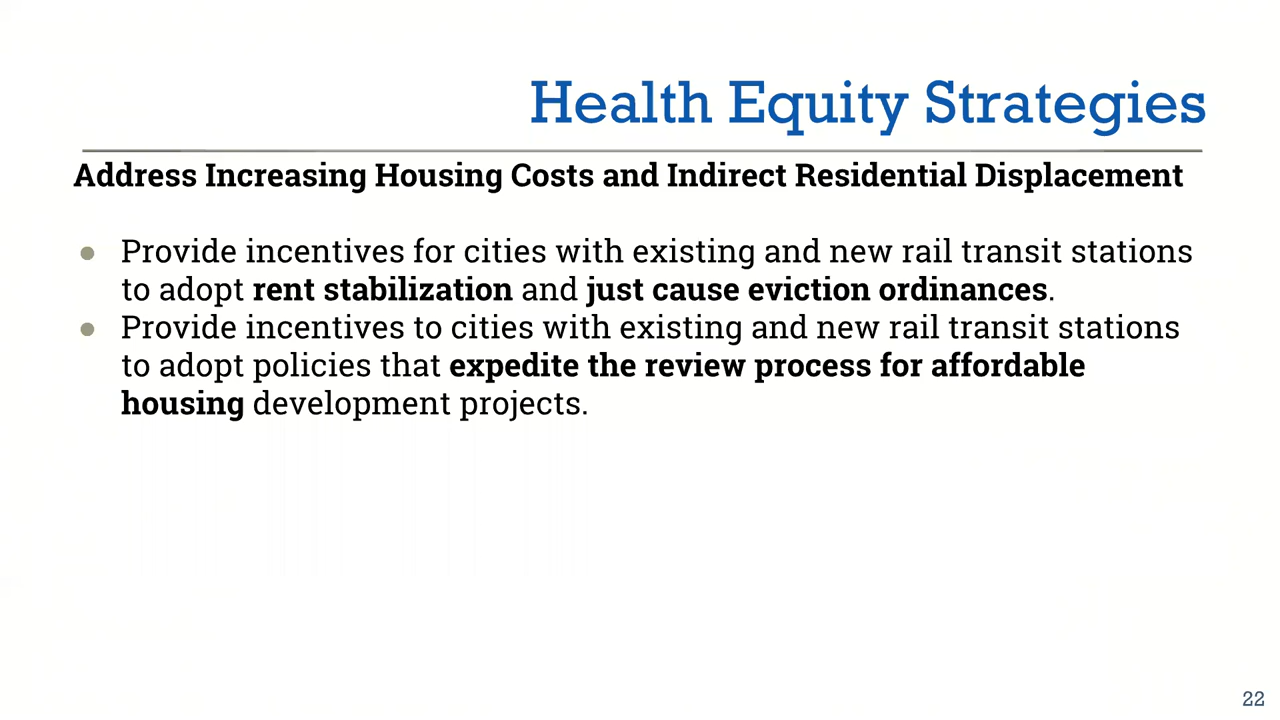 Health Equity Strategies
Address Increasing Housing Costs and Indirect Residential Displacement
● Provide incentives for cities with existing and new rail transit stations
to adopt rent stabilization and just cause eviction ordinances.
● Provide incentives to cities with existing and new rail transit stations
to adopt policies that expedite the review process for affordable
housing development projects.
22